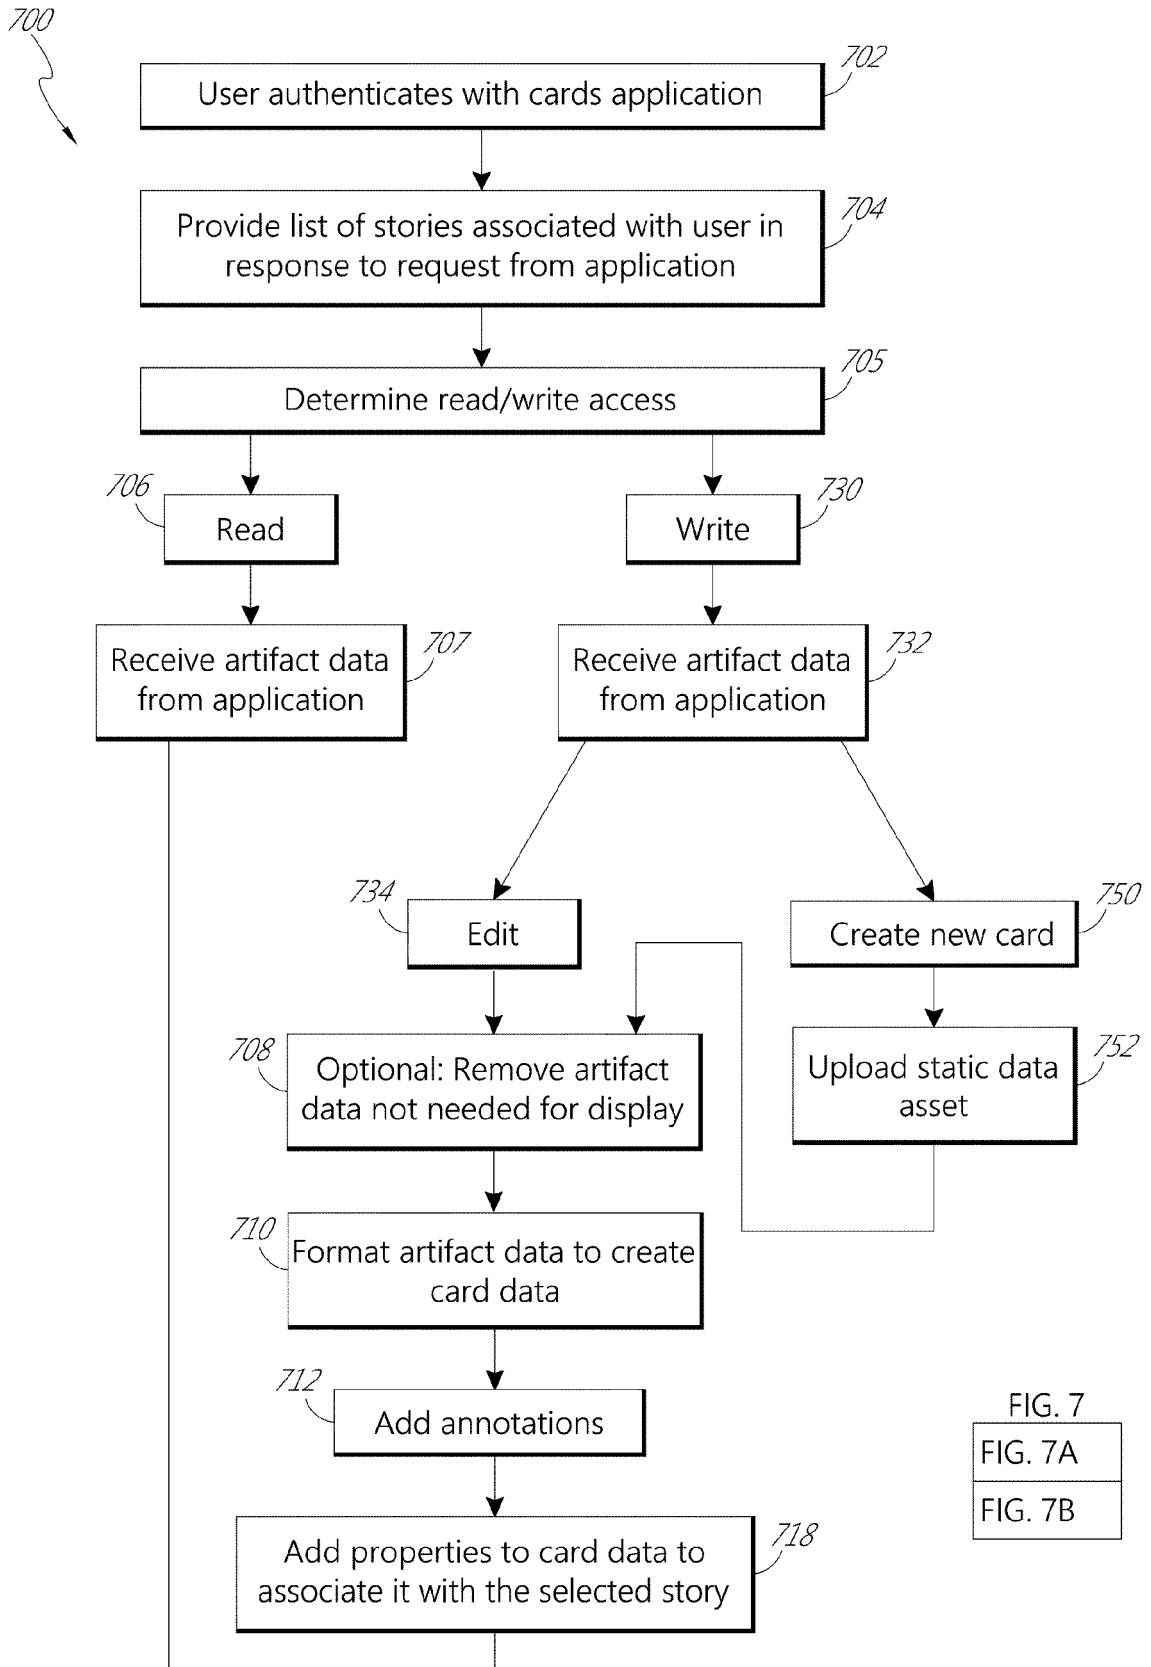 700
702
User authenticates with cards application
704
Provide list of stories associated with user in
response to request from application
705
Determine read/write access
706
Read
730
Write
707
Receive artifact data
from application
732
Receive artifact data
from application
734
Edit
750
Create new card
708
Optional: Remove artifact
data not needed for display
752
Upload static data
asset
710
Format artifact data to create
card data
712
Add annotations
718
Add properties to card data to
associate it with the selected story
FIG. 7
FIG. 7A
FIG. 7B